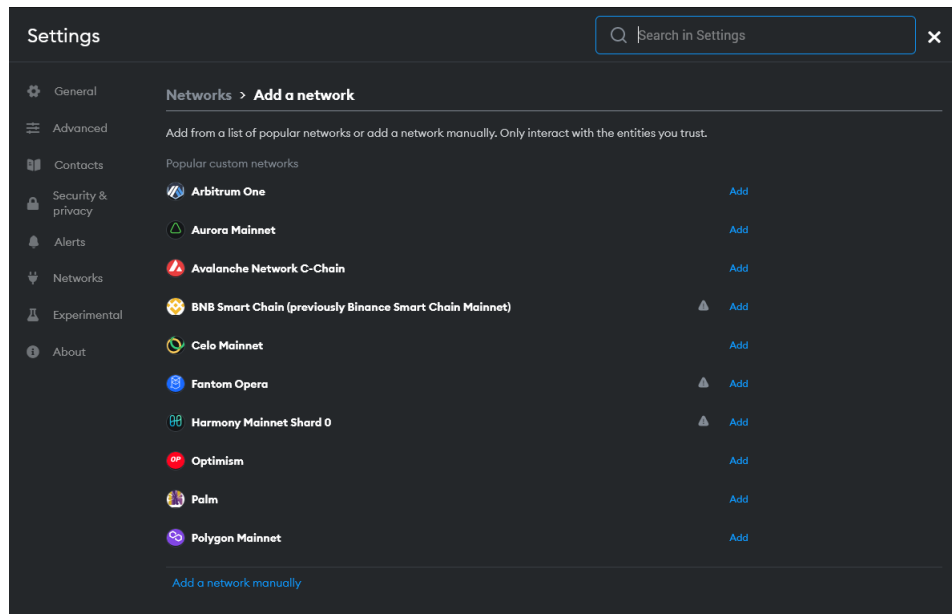 Settings
Search in Settings
General
Advanced
Contacts
Security &
privacy
Alerts
Networks
Experimental
About
Networks > Add a network
Add from a list of popular networks or add a network manually. Only interact with the entities you trust.
Popular custom networks
Arbitrum One Add
Aurora Mainnet Add
Avalanche Network C-Chain Add
BNB Smart Chain (previously Binance Smart Chain Mainnet) Add
Celo Mainnet Add
Fantom Opera Add
Harmony Mainnet Shard 0 Add
OP Optimism Add
Palm Add
Polygon Mainnet Add
Add a network manually